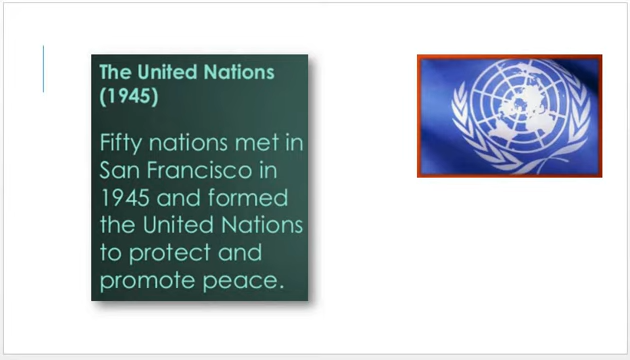 The United Nations
(1945)
Fifty nations met in
San Francisco in
1945 and formed
the United Nations
to protect and
promote peace.